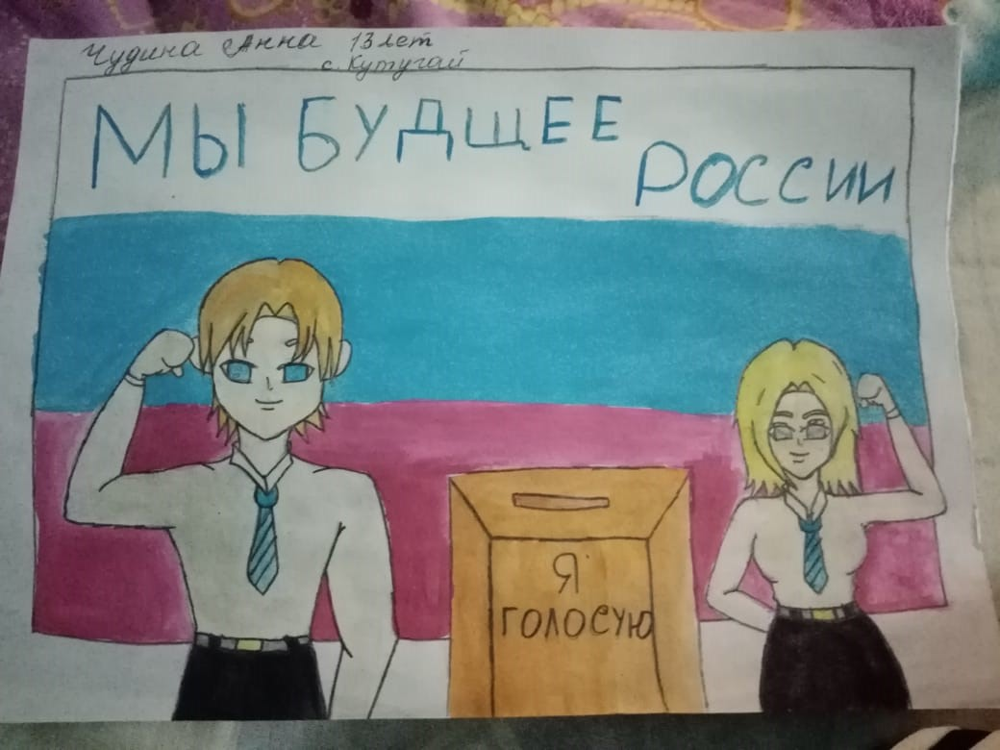 Чудина Анна 13 лет
с. Кутугай
МЫ БУДЩЕЕ
РОССИИ
Я
ГОЛОСУЮ